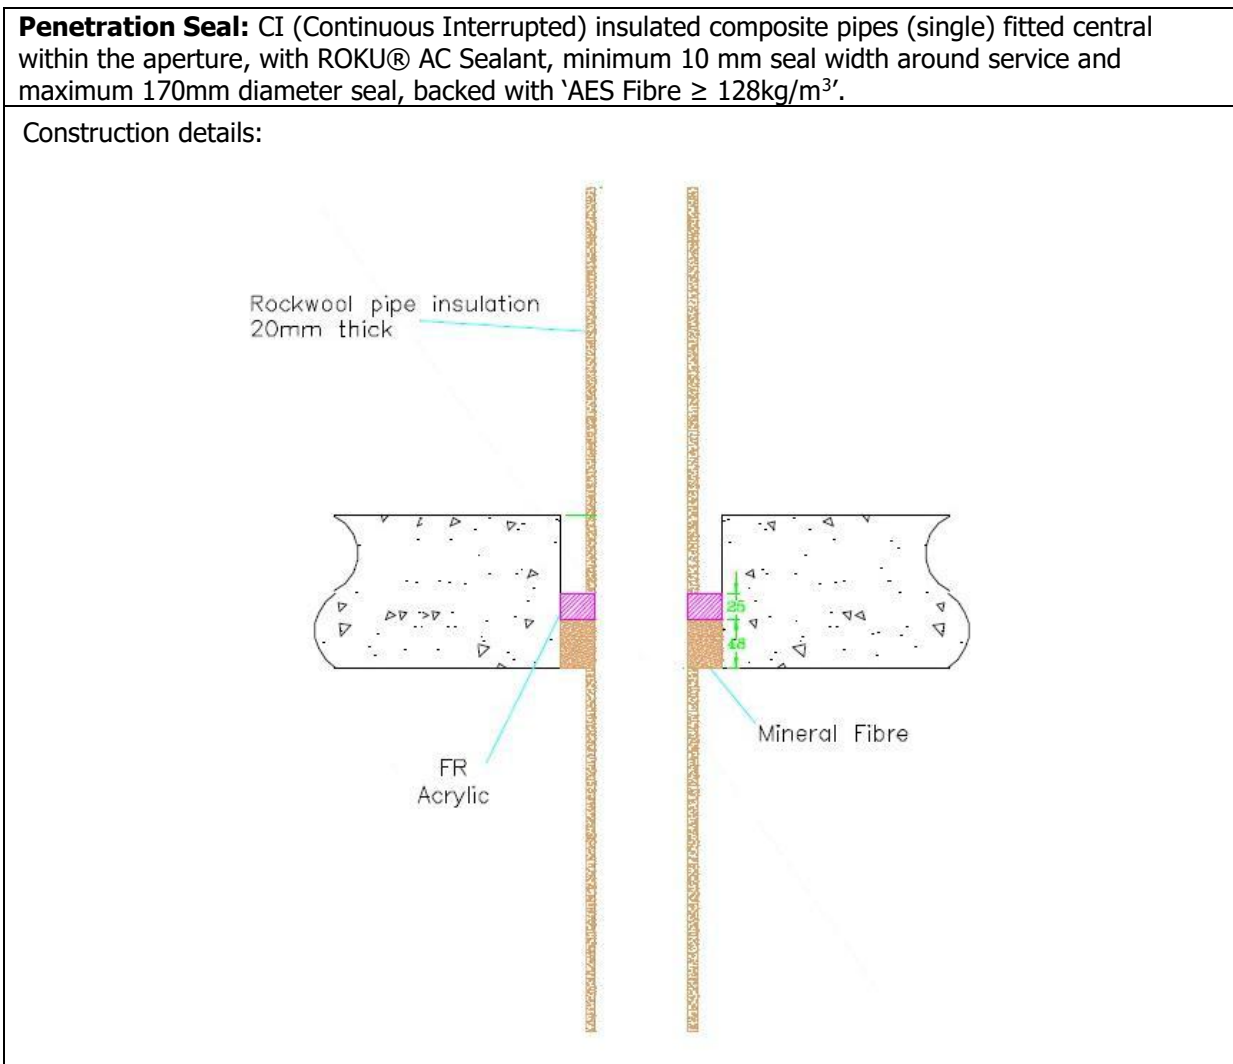 Penetration Seal: CI (Continuous Interrupted) insulated composite pipes (single) fitted central
within the aperture, with ROKU® AC Sealant, minimum 10 mm seal width around service and
maximum 170mm diameter seal, backed with ‘AES Fibre ≥ 128kg/m³’.
Construction details:
Rockwool pipe insulation
20mm thick
25
48
Mineral Fibre
FR
Acrylic